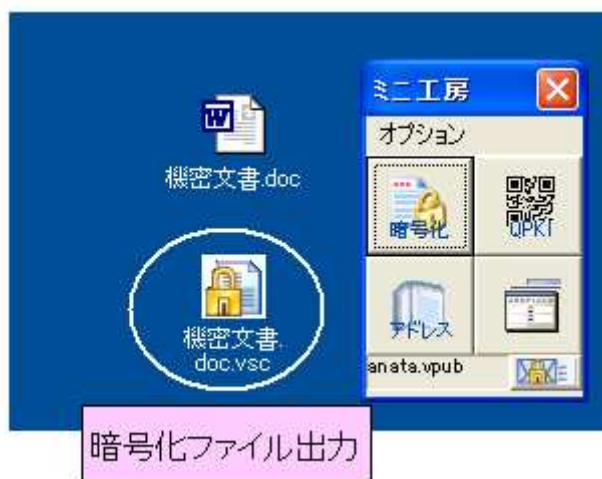 ミニ工房
オプション
機密文書.doc
暗号化
QPKI
機密文書.
doc.vsc
アドレス
anata.vpub
暗号化ファイル出力